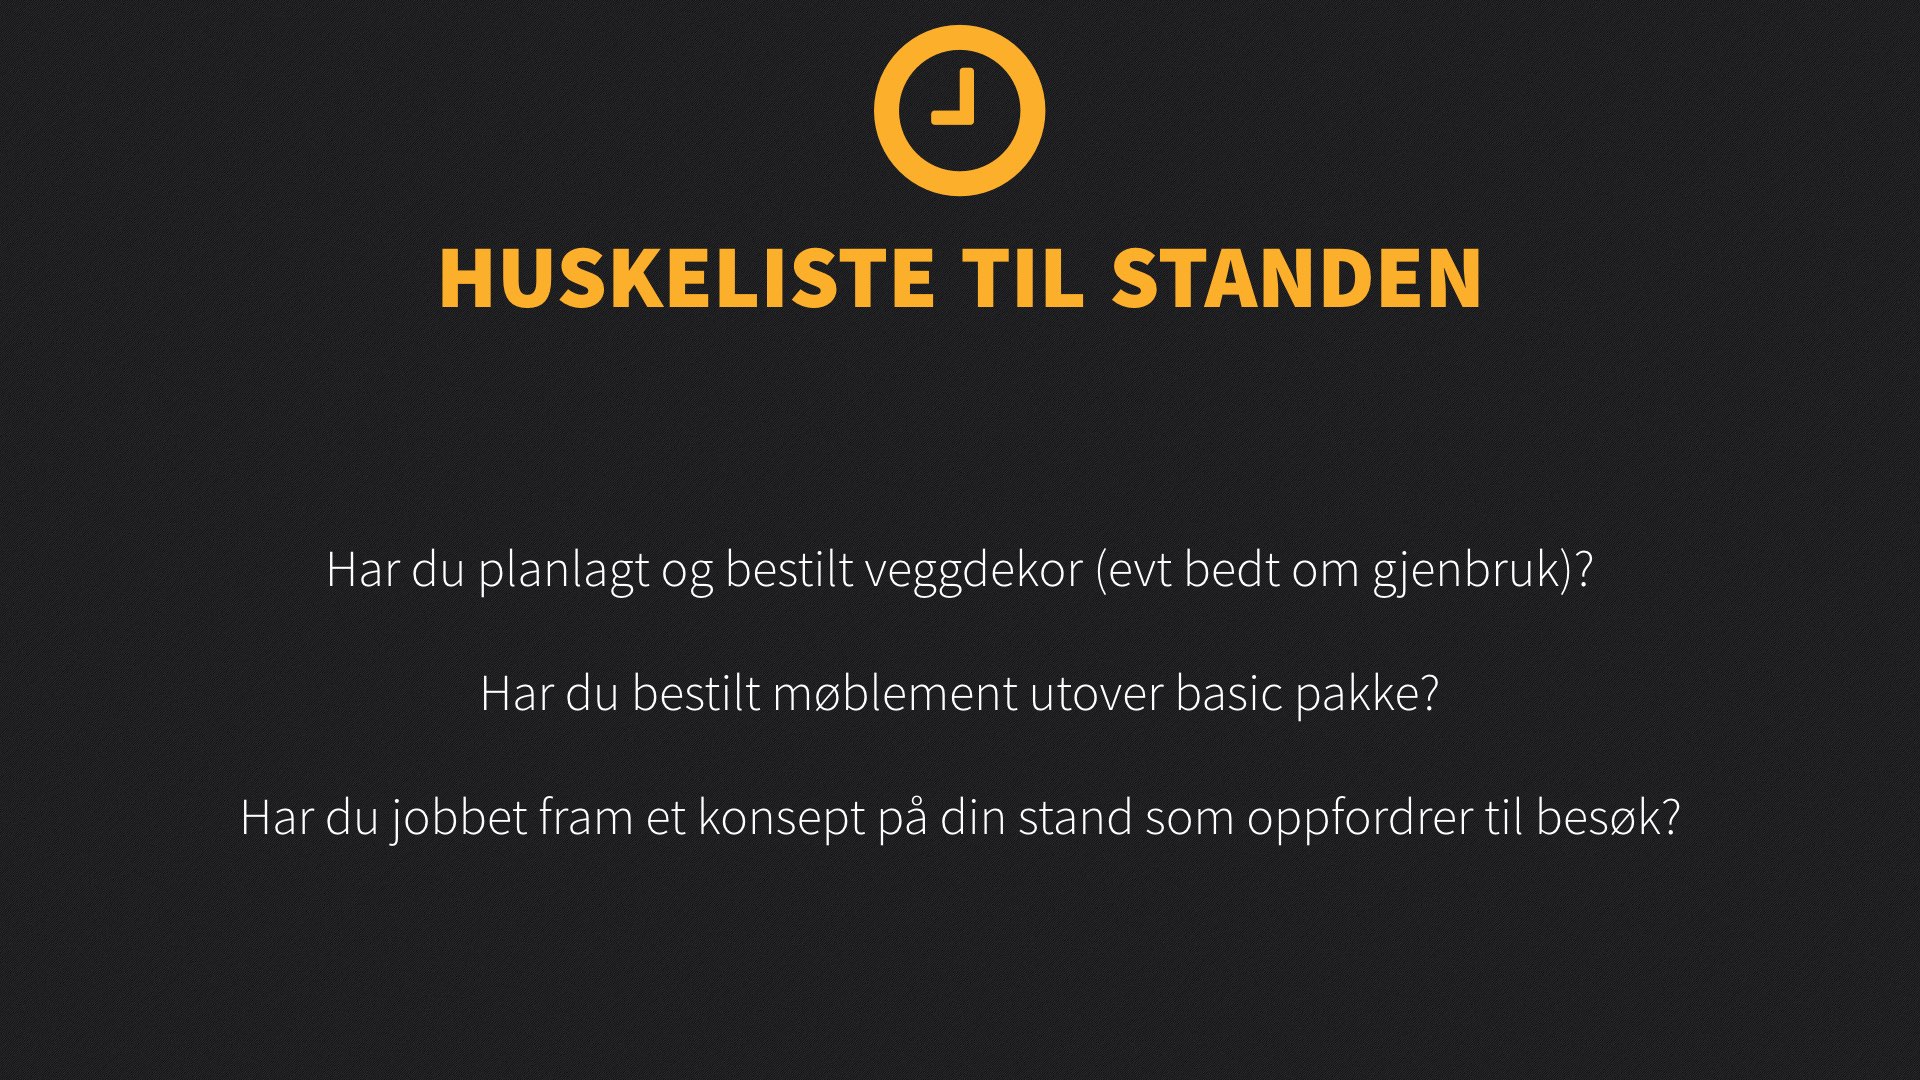 HUSKELISTE TIL STANDEN
Har du planlagt og bestilt veggdekor (evt bedt om gjenbruk)?
Har du bestilt møblement utover basic pakke?
Har du jobbet fram et konsept på din stand som oppfordrer til besøk?